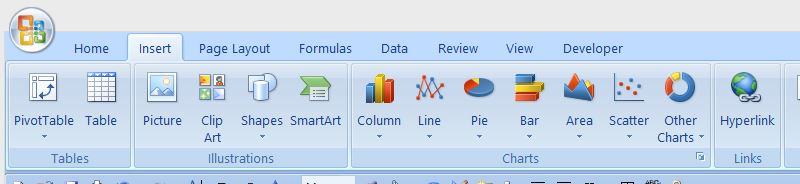 Home Insert Page Layout Formulas Data Review View Developer
PivotTable Table Picture Clip Art Shapes SmartArt Column Line Pie Bar Area Scatter Other Charts Hyperlink
Tables Illustrations Charts Links